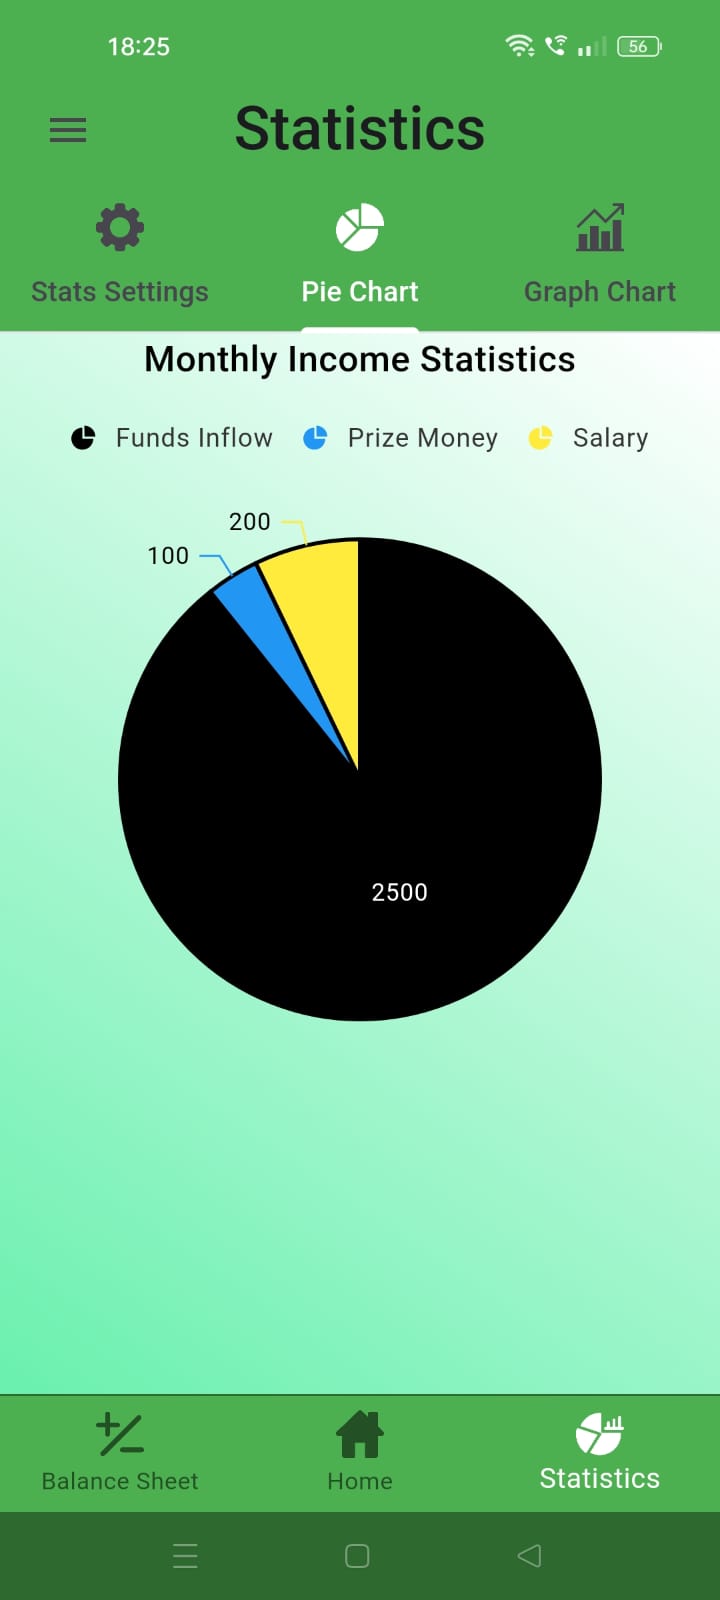 18:25
56
Statistics
Stats Settings Pie Chart Graph Chart
Monthly Income Statistics
Funds Inflow Prize Money Salary
200
100
2500
Balance Sheet Home Statistics